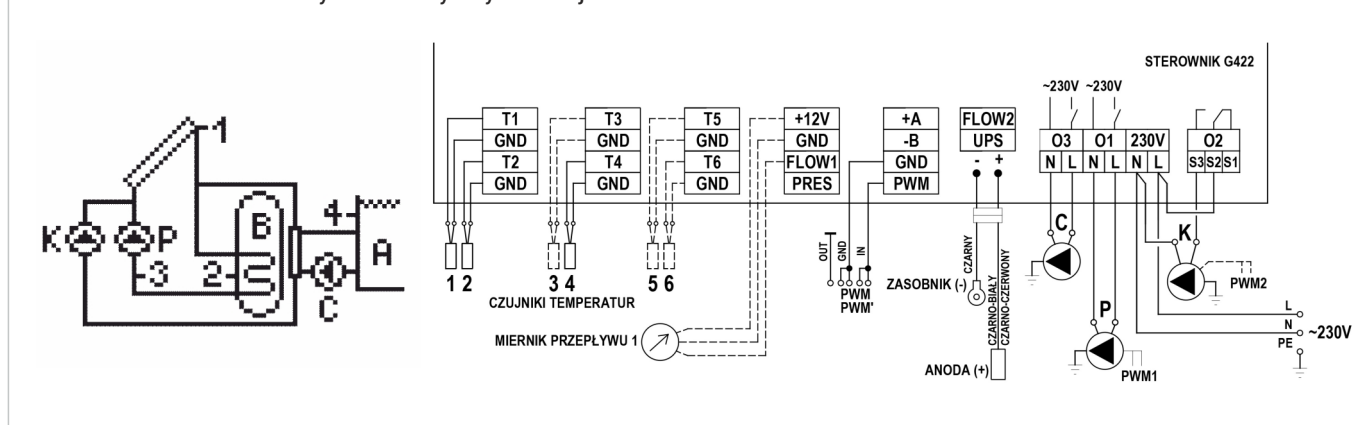 STEROWNIK G422
~230V ~230V
T1 T3 T5 +12V +A FLOW2
GND GND GND GND -B UPS O3 O1 230V O2
T2 T4 T6 FLOW1 GND - + N L N L N L S3 S2 S1
GND GND GND PRES PWM
1
4
B
K P A
3 2
C
C K
OUT GND IN
CZARNY
1 2 3 4 5 6
CZUJNIKI TEMPERATUR
PWM
PWM'
ZASOBNIK (-)
CZARNO-BIAŁY
CZARNO-CZERWONY
PWM2
MIERNIK PRZEPŁYWU 1
P
L
N ~230V
PE
ANODA (+)
PWM1